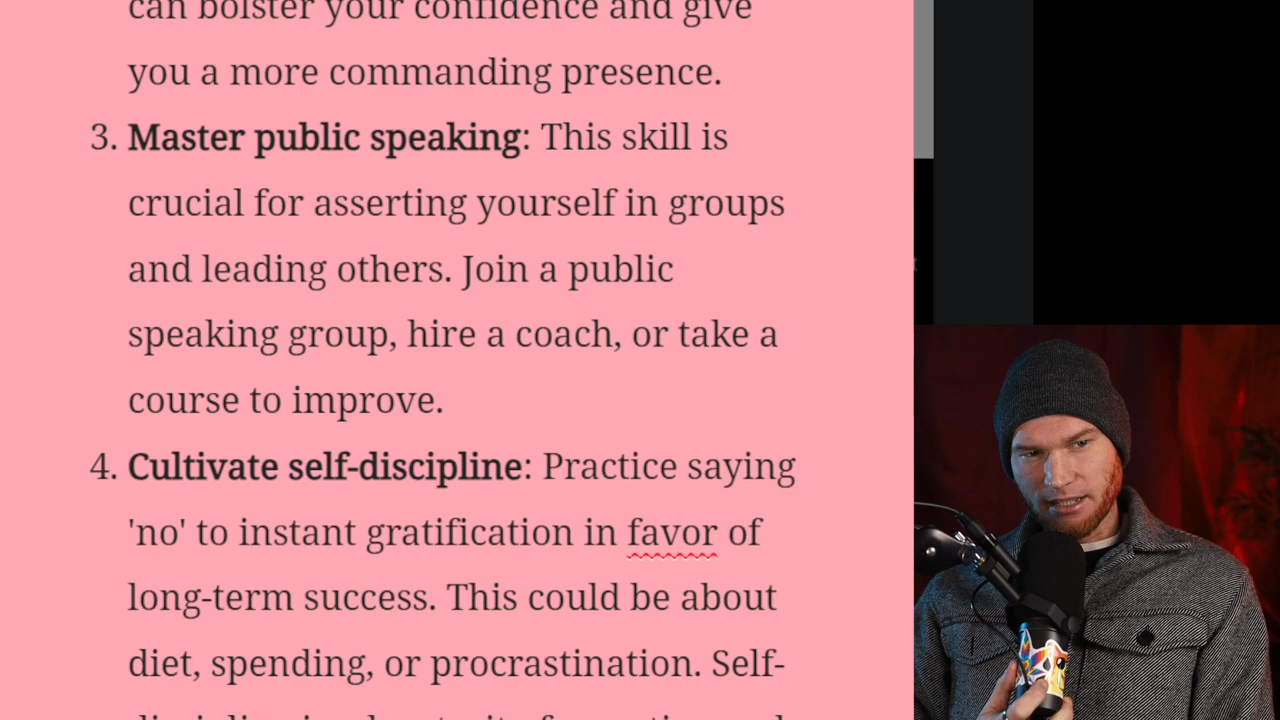 can bolster your confidence and give
you a more commanding presence.
3. Master public speaking: This skill is
crucial for asserting yourself in groups
and leading others. Join a public
speaking group, hire a coach, or take a
course to improve.
4. Cultivate self-discipline: Practice saying
'no' to instant gratification in favor of
long-term success. This could be about
diet, spending, or procrastination. Self-